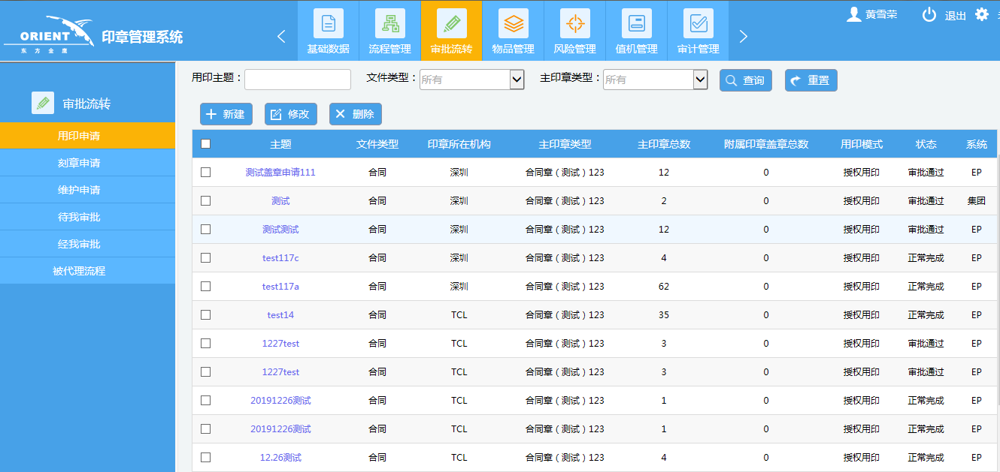 ORIENT
东方金鹰
印章管理系统
基础数据 流程管理 审批流转 物品管理 风险管理 值机管理 审计管理
黄雪荣 退出
审批流转
用印申请
刻章申请
维护申请
待我审批
经我审批
被代理流程
用印主题： 文件类型：所有 主印章类型：所有 查询 重置
新建 修改 删除
主题 文件类型 印章所在机构 主印章类型 主印章总数 附属印章盖章总数 用印模式 状态 系统
测试盖章申请111 合同 深圳 合同章（测试）123 12 0 授权用印 审批通过 EP
测试 合同 深圳 合同章（测试）123 2 0 授权用印 审批通过 集团
测试测试 合同 深圳 合同章（测试）123 12 0 授权用印 审批通过 EP
test117c 合同 深圳 合同章（测试）123 4 0 授权用印 正常完成 EP
test117a 合同 深圳 合同章（测试）123 62 0 授权用印 正常完成 EP
test14 合同 TCL 合同章（测试）123 35 0 授权用印 正常完成 EP
1227test 合同 TCL 合同章（测试）123 3 0 授权用印 审批通过 EP
1227test 合同 TCL 合同章（测试）123 3 0 授权用印 审批通过 EP
20191226测试 合同 TCL 合同章（测试）123 1 0 授权用印 正常完成 EP
20191226测试 合同 TCL 合同章（测试）123 1 0 授权用印 正常完成 EP
12.26测试 合同 TCL 合同章（测试）123 4 0 授权用印 正常完成 EP